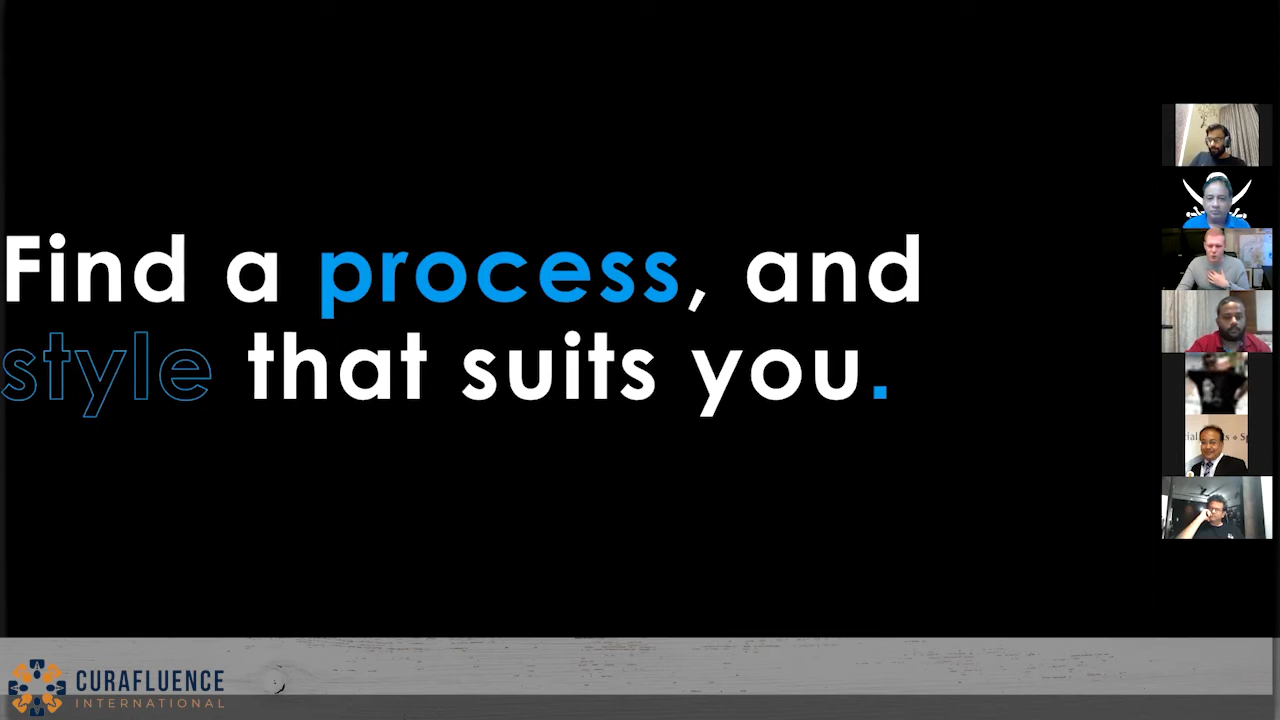 Find a process, and
style that suits you.
CURAFLUENCE
INTERNATIONAL